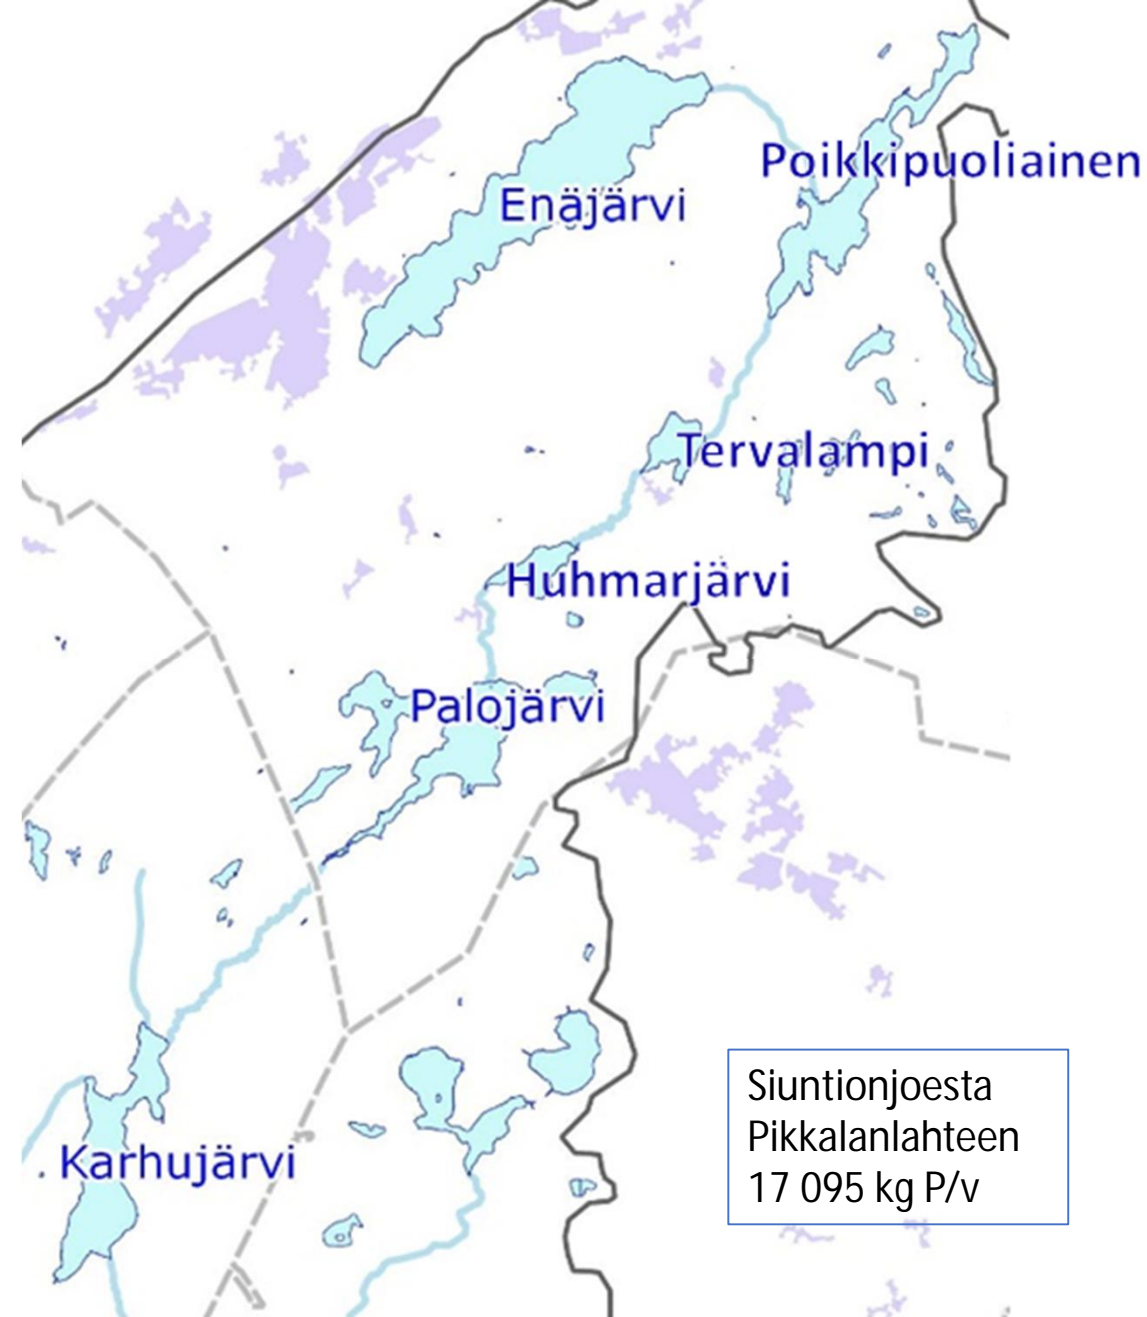 Poikkipuoliainen
Enäjärvi
Tervalampi
Huhmarjärvi
Palojärvi
Karhujärvi
Siuntionjoesta
Pikkalanlahteen
17 095 kg P/v